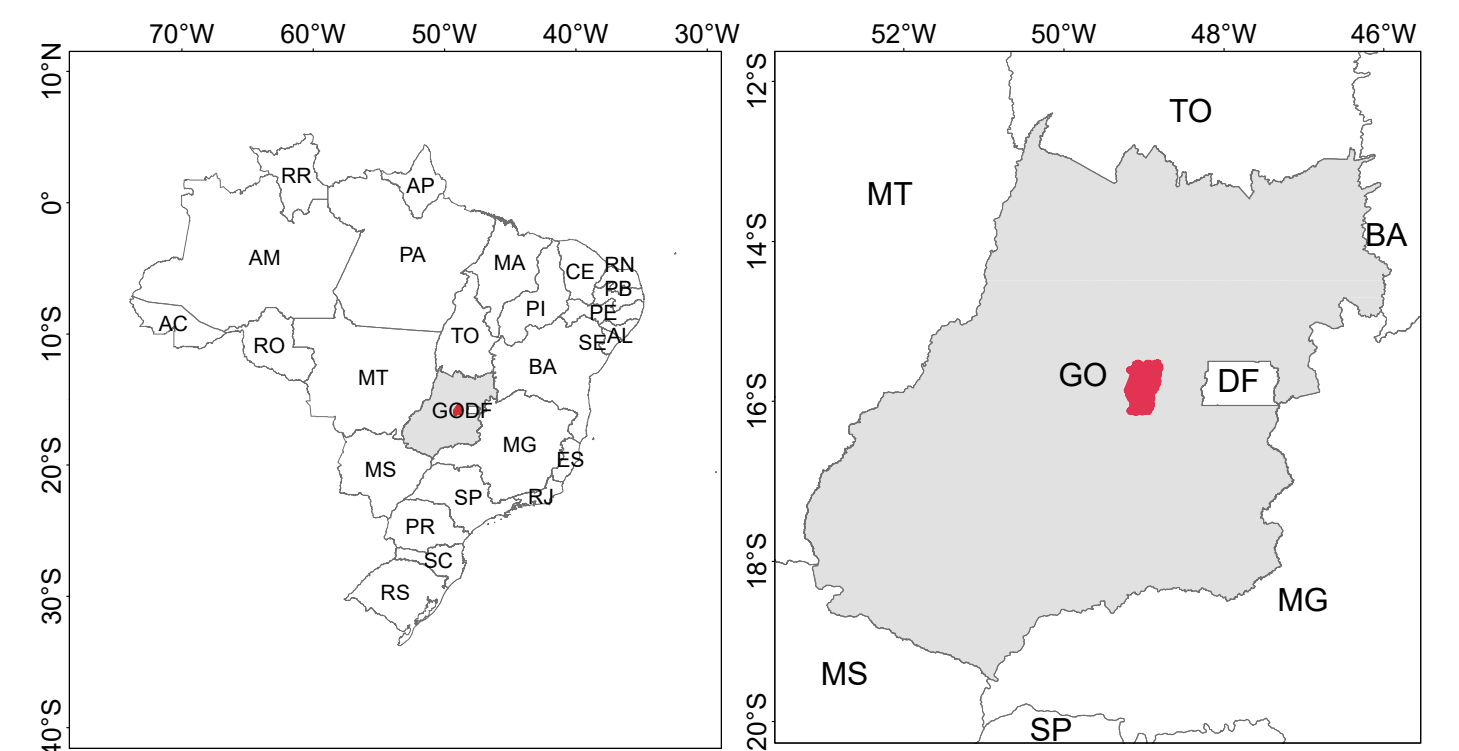 70°W 60°W 50°W 40°W 30°W
10°N
0°
10°S
20°S
30°S
40°S
RR
AP
AM
PA
MA
CE
RN
PB
PI
PE
AC
TO
AL
SE
RO
BA
MT
GO DF
MG
ES
MS
SP
RJ
PR
SC
RS
52°W 50°W 48°W 46°W
12°S
14°S
16°S
18°S
20°S
TO
MT
BA
GO
DF
MG
MS
SP